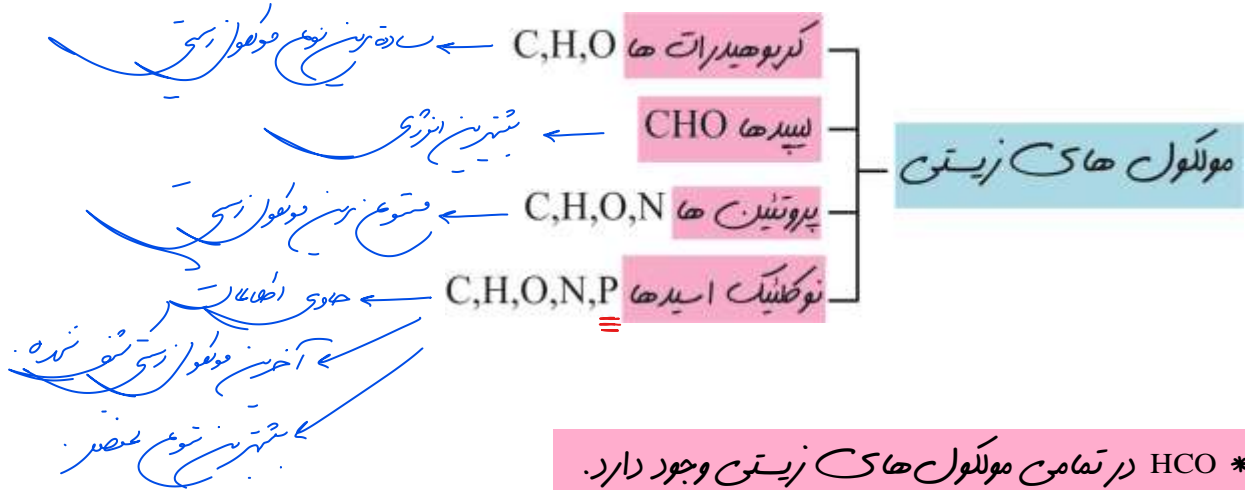 مولکول های زیستی
کربوهیدرات ها C,H,O ← ساده ترین نوع مولکول زیستی
لیپیدها CHO ← بیشترین انرژی
پروتئین ها C,H,O,N ← متنوع ترین مولکول زیستی
نوکلئیک اسیدها C,H,O,N,P ← حاوی اطلاعات
آخرین مولکول زیستی کشف شده.
بیشترین تنوع عنصر.
* HCO در تمامی مولکول های زیستی وجود دارد.